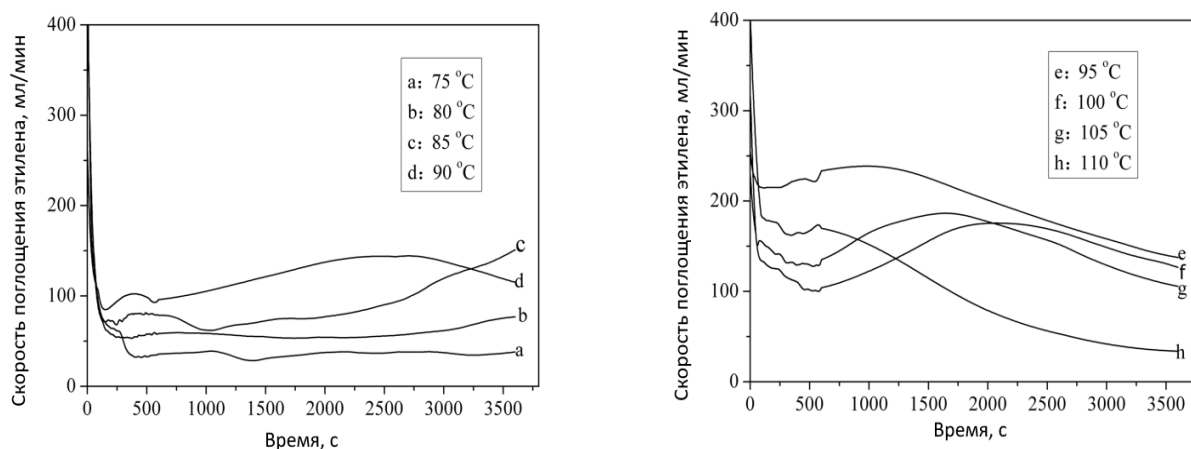 Скорость поглощения этилена, мл/мин
400
300
200
100
0
a: 75 °C
b: 80 °C
c: 85 °C
d: 90 °C
c
d
b
a
0 500 1000 1500 2000 2500 3000 3500
Время, с
Скорость поглощения этилена, мл/мин
400
300
200
100
0
e: 95 °C
f: 100 °C
g: 105 °C
h: 110 °C
e
f
g
h
0 500 1000 1500 2000 2500 3000 3500
Время, с